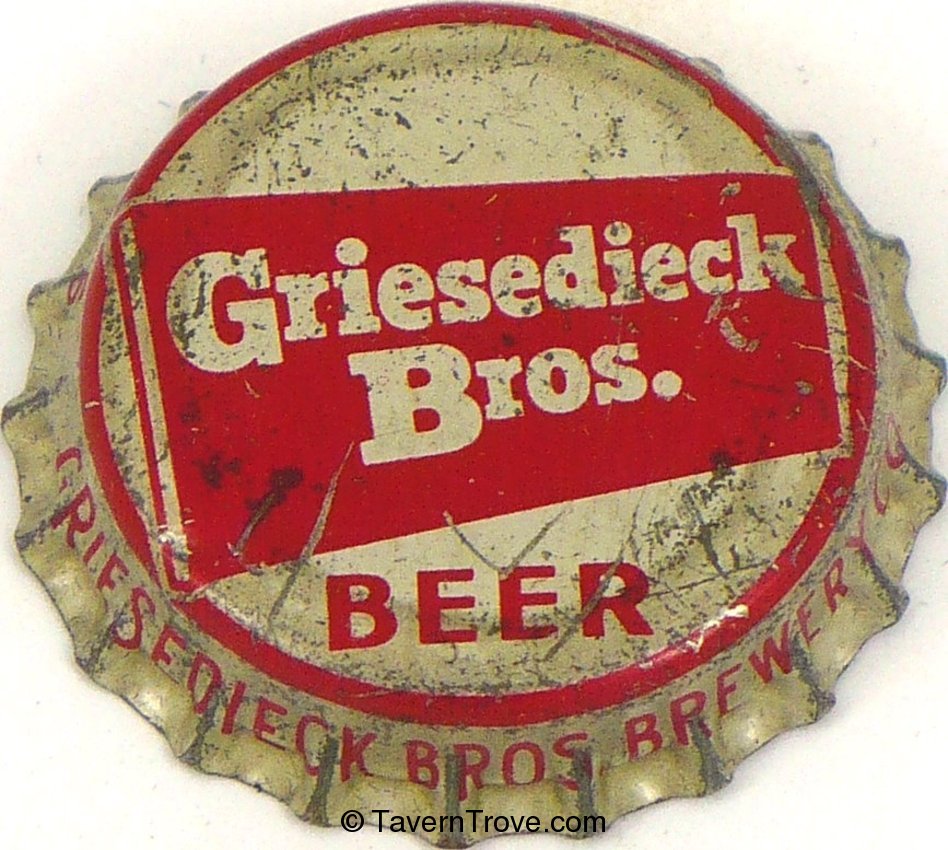 Griesedieck
Bros.
BEER
GRIESEDIECK BROS BREWERY CO
© TavernTrove.com